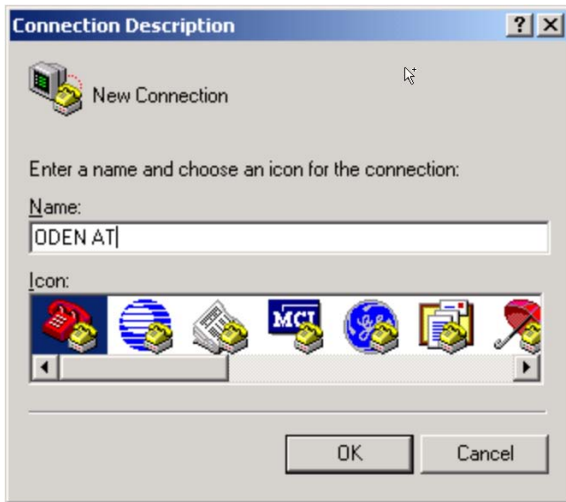 Connection Description
New Connection
Enter a name and choose an icon for the connection:
Name:
ODEN AT
Icon:
MCI
OK
Cancel